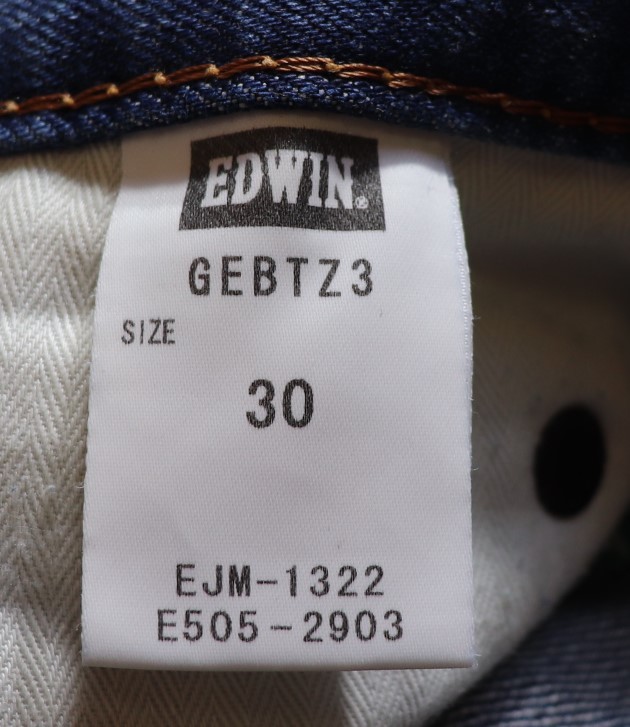 EDWIN®
GEBTZ3
SIZE
30
EJM-1322
E505-2903